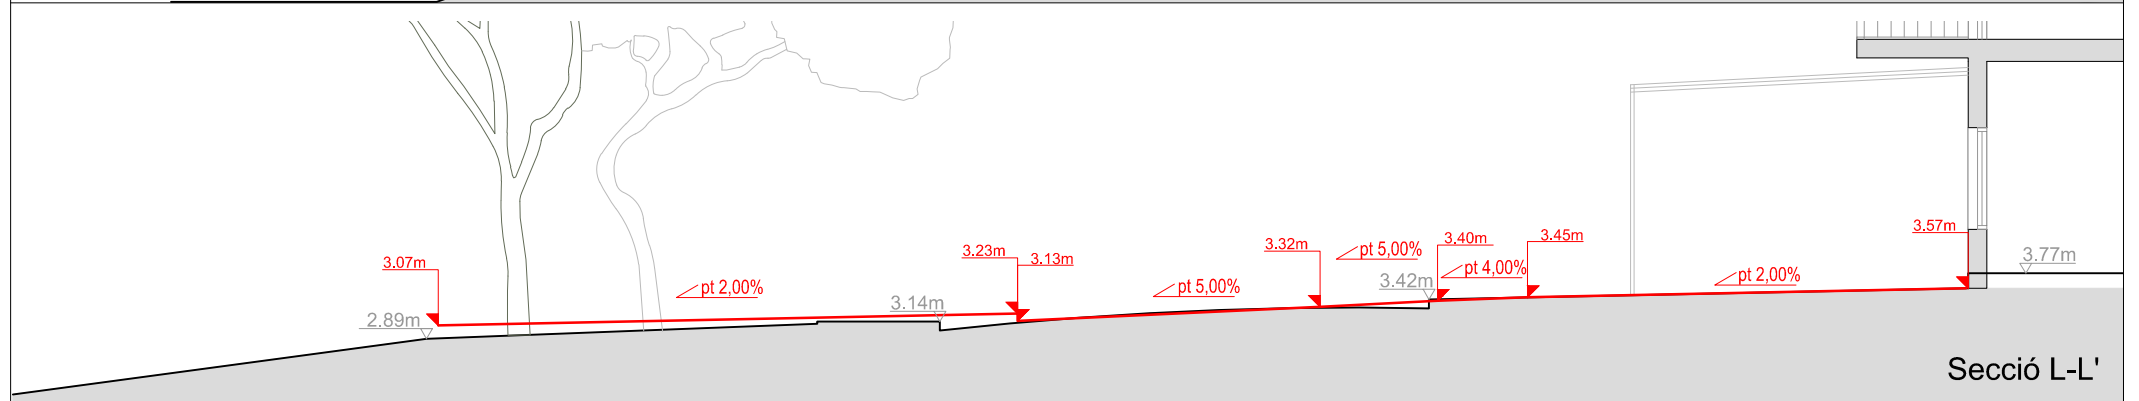 3.07m
2.89m
pt 2,00%
3.14m
3.23m
3.13m
pt 5,00%
3.32m
pt 5,00%
3.42m
3.40m
pt 4,00%
3.45m
pt 2,00%
3.57m
3.77m
Secció L-L'